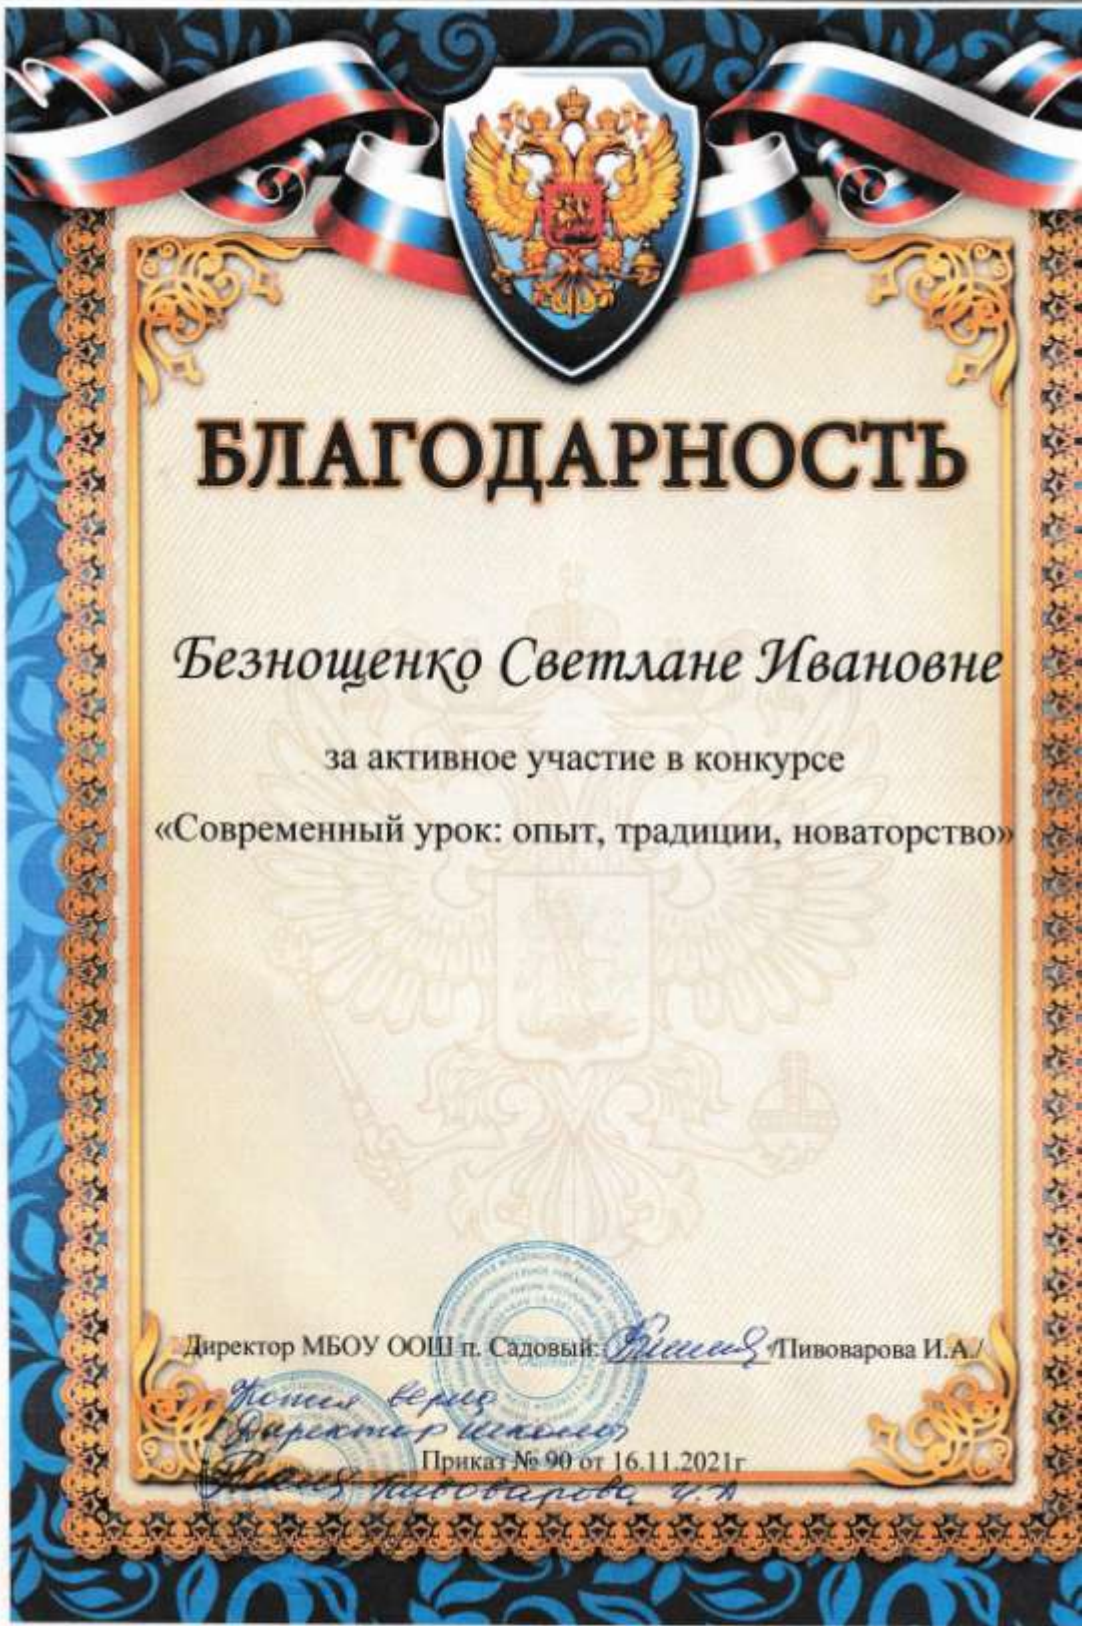 БЛАГОДАРНОСТЬ
Безнощенко Светлане Ивановне
за активное участие в конкурсе
«Современный урок: опыт, традиции, новаторство»
Директор МБОУ ООШ п. Садовый: /Пивоварова И.А./
Копия верна
Директор школы
Приказ № 90 от 16.11.2021г
Пивоварова И.А